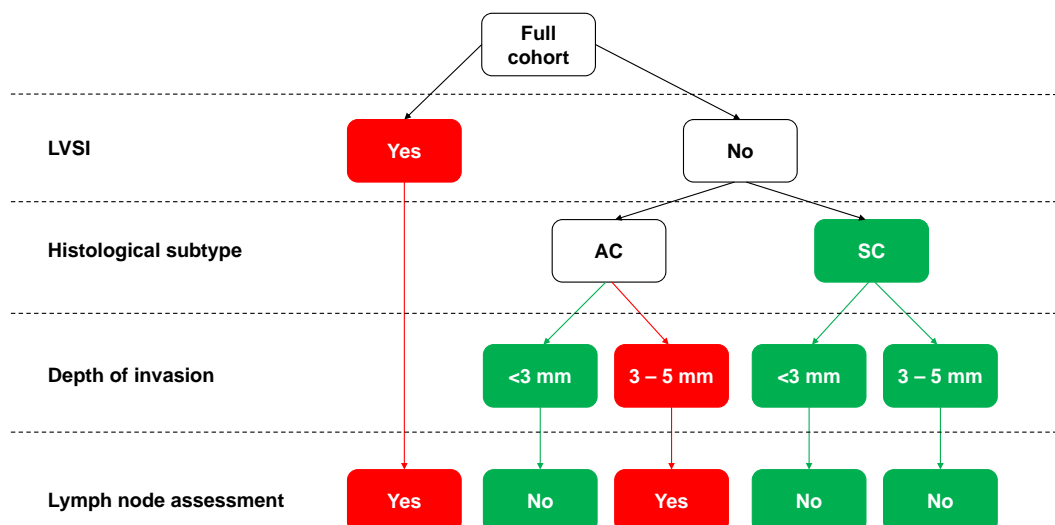 Full
cohort
LVSI
Yes
No
Histological subtype
AC
SC
Depth of invasion
<3 mm
3 – 5 mm
<3 mm
3 – 5 mm
Lymph node assessment
Yes
No
Yes
No
No